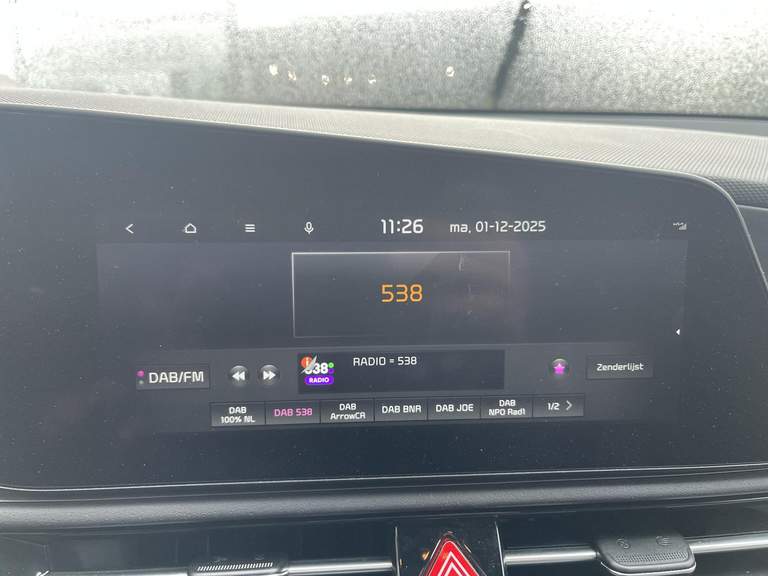 11:26 ma, 01-12-2025
538
DAB/FM
538 RADIO
RADIO = 538
Zenderlijst
DAB 100% NL
DAB 538
DAB ArrowCR
DAB BNR
DAB JOE
DAB NPO Rad1
1/2